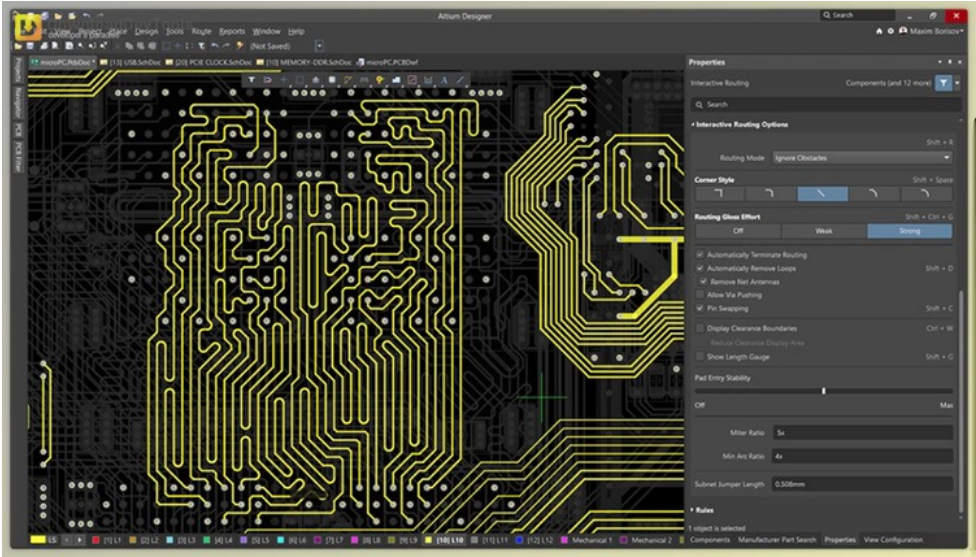 Altium Designer
Search
View Project Place Design Tools Route Reports Window Help
developer's paradise
Maxim Borisov
(Not Saved)
microPC.PcbDoc * [13] USB.SchDoc [20] PCIE CLOCK.SchDoc [10] MEMORY-DDR.SchDoc microPC.PCBDwf
Projects
Navigator
PCB
PCB Filter
Properties
Interactive Routing Components (and 12 more)
Search
Interactive Routing Options
Shift + R
Routing Mode Ignore Obstacles
Corner Style Shift + Space
Routing Gloss Effort Shift + Ctrl + G
Off Weak Strong
Automatically Terminate Routing
Automatically Remove Loops Shift + D
Remove Net Antennas
Allow Via Pushing
Pin Swapping Shift + C
Display Clearance Boundaries Ctrl + W
Reduce Clearance Display Area
Show Length Gauge Shift + G
Pad Entry Stability
Off Max
Miter Ratio 5x
Min Arc Ratio 4x
Subnet Jumper Length 0.508mm
Rules
1 object is selected
LS [1] L1 [2] L2 [3] L3 [4] L4 [5] L5 [6] L6 [7] L7 [8] L8 [9] L9 [10] L10 [11] L11 [12] L12 Mechanical 1 Mechanical 2
Components Manufacturer Part Search Properties View Configuration